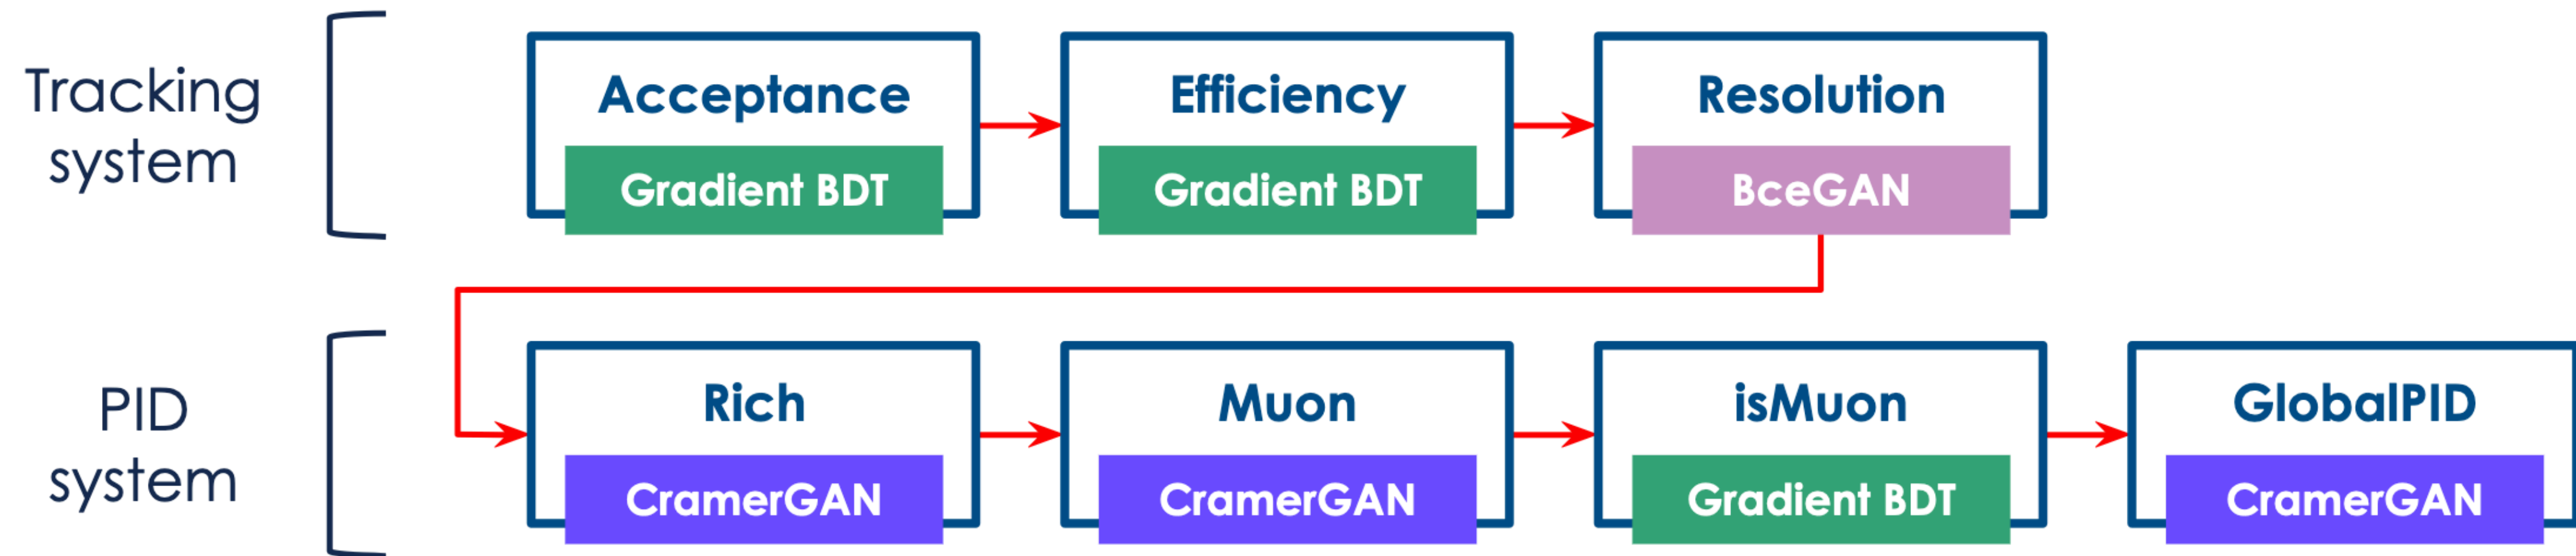 Tracking
system
Acceptance
Gradient BDT
Efficiency
Gradient BDT
Resolution
BceGAN
PID
system
Rich
CramerGAN
Muon
CramerGAN
isMuon
Gradient BDT
GlobalPID
CramerGAN